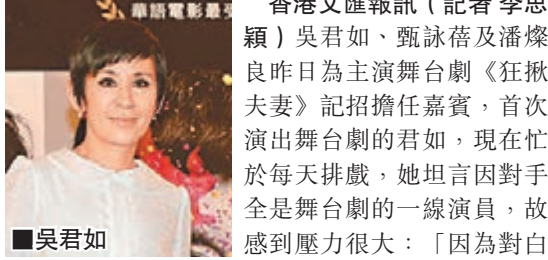 華語電影最受
■吳君如
香港文匯報訊（記者 李思
穎）吳君如、甄詠蓓及潘燦
良昨日為主演舞台劇《狂揪
夫妻》記招擔任嘉賓，首次
演出舞台劇的君如，現在忙
於每天排戲，她坦言因對手
全是舞台劇的一線演員，故
感到壓力很大：「因為對白